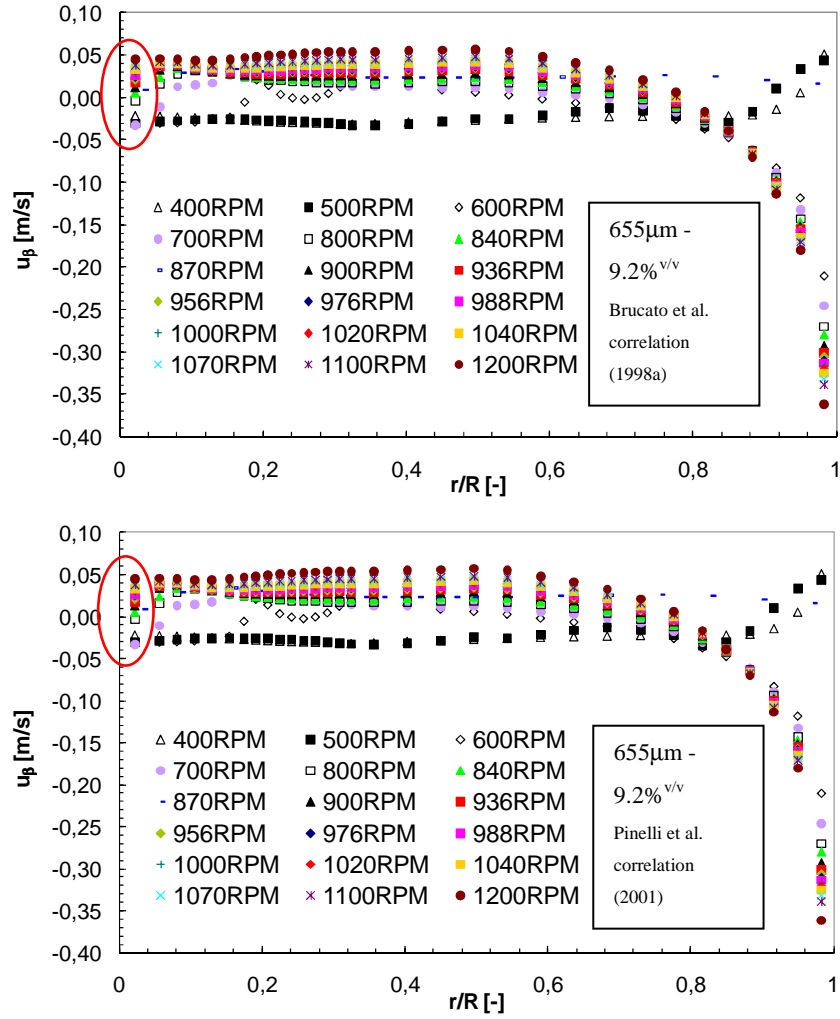 0,10
0,05
0,00
-0,05
-0,10
-0,15
-0,20
-0,25
-0,30
-0,35
-0,40
uβ [m/s]
400RPM 500RPM 600RPM
700RPM 800RPM 840RPM
870RPM 900RPM 936RPM
956RPM 976RPM 988RPM
1000RPM 1020RPM 1040RPM
1070RPM 1100RPM 1200RPM
655µm -
9.2%v/v
Brucato et al.
correlation
(1998a)
0 0,2 0,4 0,6 0,8 1
r/R [-]
0,10
0,05
0,00
-0,05
-0,10
-0,15
-0,20
-0,25
-0,30
-0,35
-0,40
uβ [m/s]
400RPM 500RPM 600RPM
700RPM 800RPM 840RPM
870RPM 900RPM 936RPM
956RPM 976RPM 988RPM
1000RPM 1020RPM 1040RPM
1070RPM 1100RPM 1200RPM
655µm -
9.2%v/v
Pinelli et al.
correlation
(2001)
0 0,2 0,4 0,6 0,8 1
r/R [-]